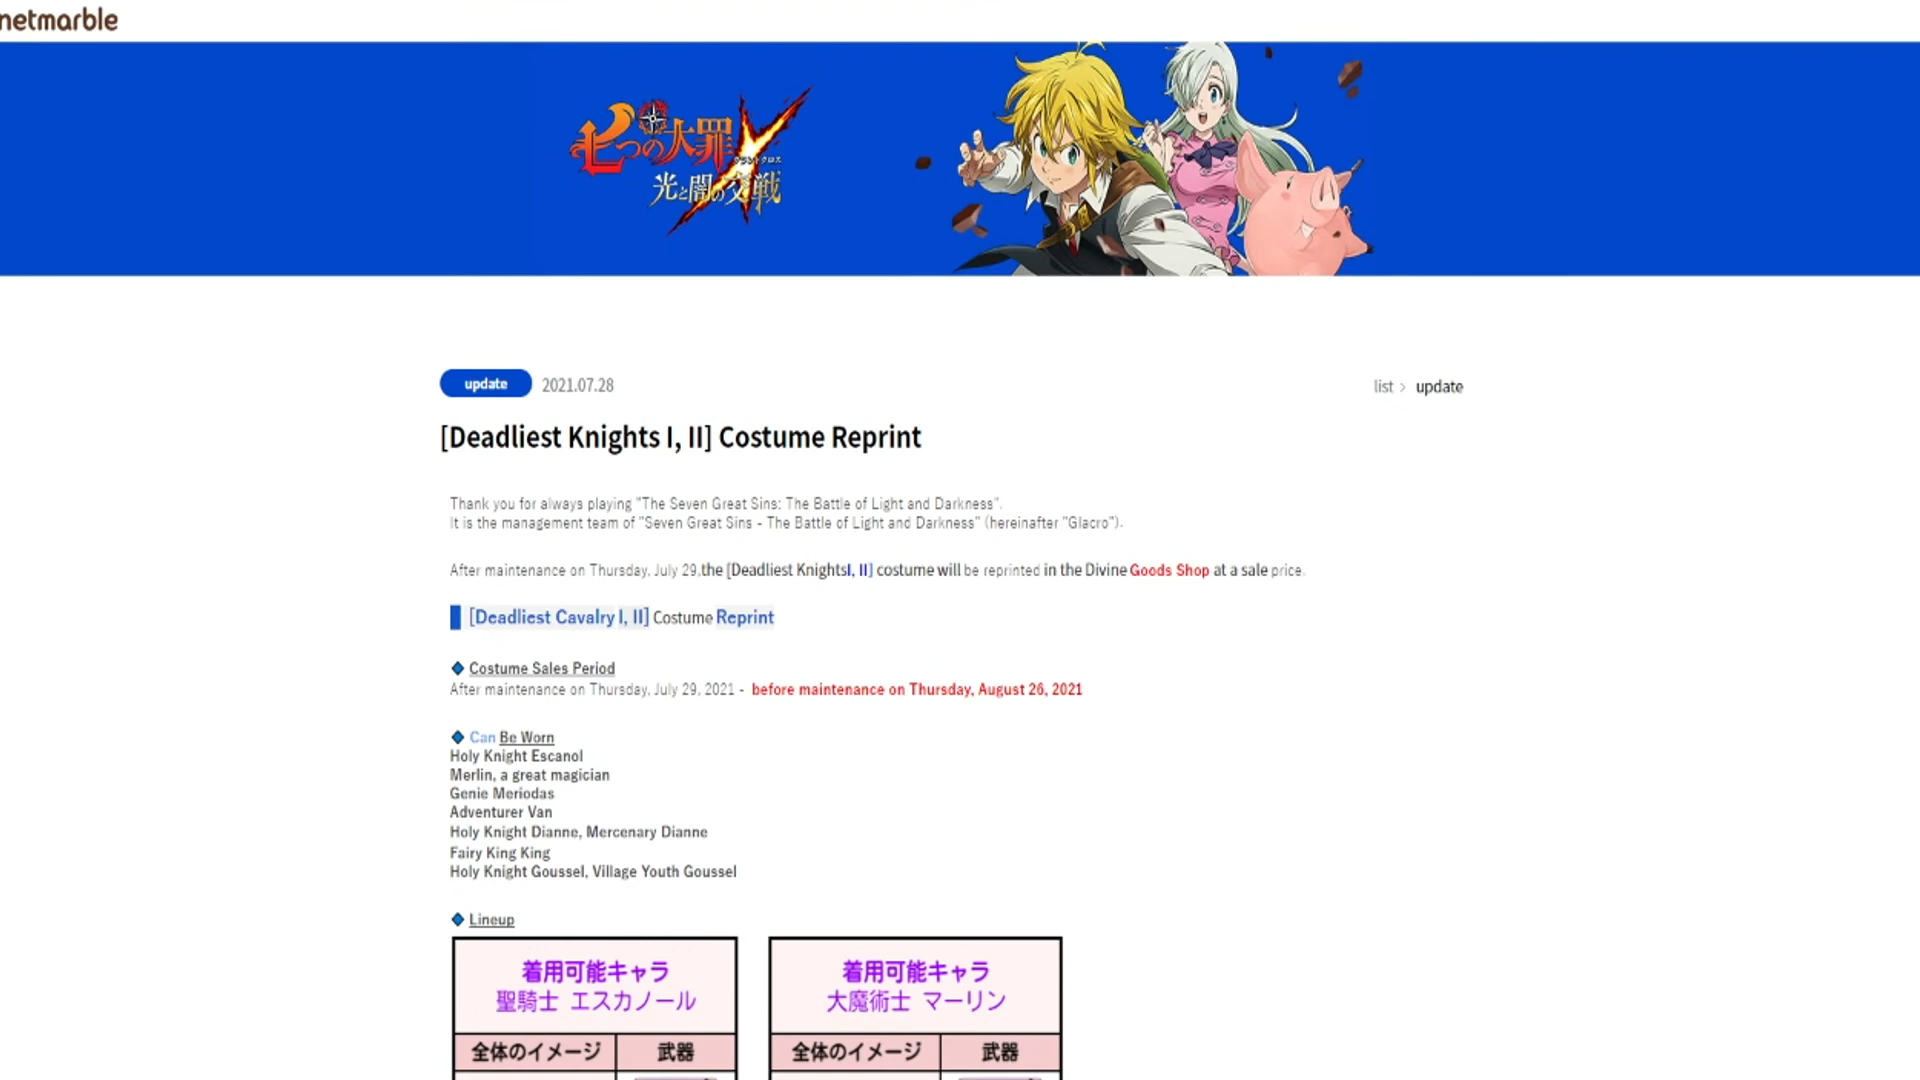 netmarble
七つの大罪
グランドクロス
光と闇の交戦
update 2021.07.28
list > update
[Deadliest Knights I, II] Costume Reprint
Thank you for always playing "The Seven Great Sins: The Battle of Light and Darkness".
It is the management team of "Seven Great Sins - The Battle of Light and Darkness" (hereinafter "Glacro").
After maintenance on Thursday, July 29,the [Deadliest KnightsI, II] costume will be reprinted in the Divine Goods Shop at a sale price.
[Deadliest Cavalry I, II] Costume Reprint
Costume Sales Period
After maintenance on Thursday, July 29, 2021 - before maintenance on Thursday, August 26, 2021
Can Be Worn
Holy Knight Escanol
Merlin, a great magician
Genie Meriodas
Adventurer Van
Holy Knight Dianne, Mercenary Dianne
Fairy King King
Holy Knight Goussel, Village Youth Goussel
Lineup
着用可能キャラ 着用可能キャラ
聖騎士 エスカノール 大魔術士 マーリン
全体のイメージ 武器 全体のイメージ 武器